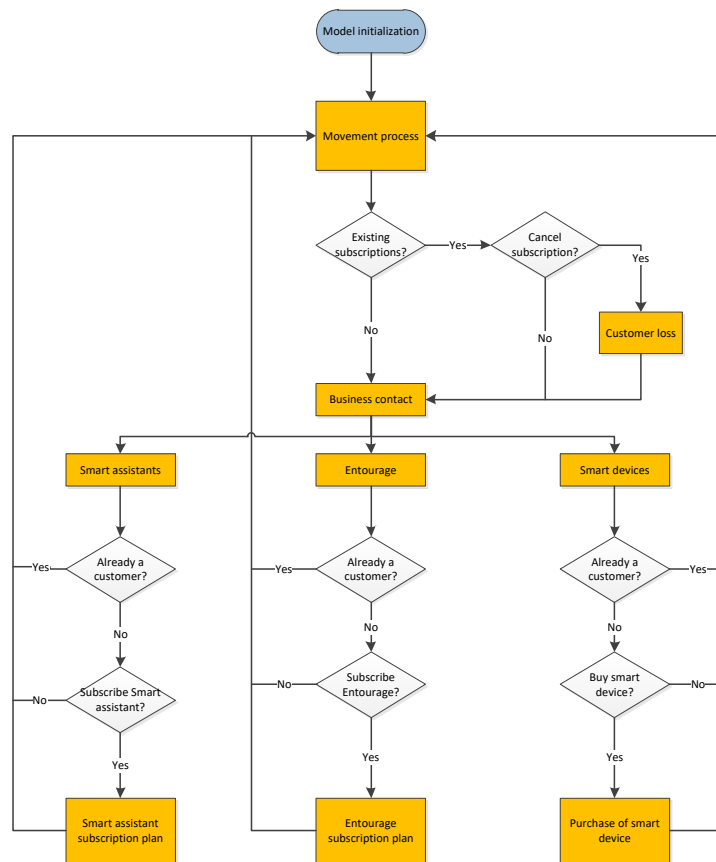 Model initialization
Movement process
Existing
subscriptions?
Yes
Cancel
subscription?
Yes
No
No
Customer loss
Business contact
Smart assistants
Entourage
Smart devices
Already a
customer?
Yes
Already a
customer?
Yes
Already a
customer?
Yes
No
No
No
Subscribe Smart
assistant?
No
Subscribe
Entourage?
No
Buy smart
device?
No
Yes
Yes
Yes
Smart assistant
subscription plan
Entourage
subscription plan
Purchase of smart
device